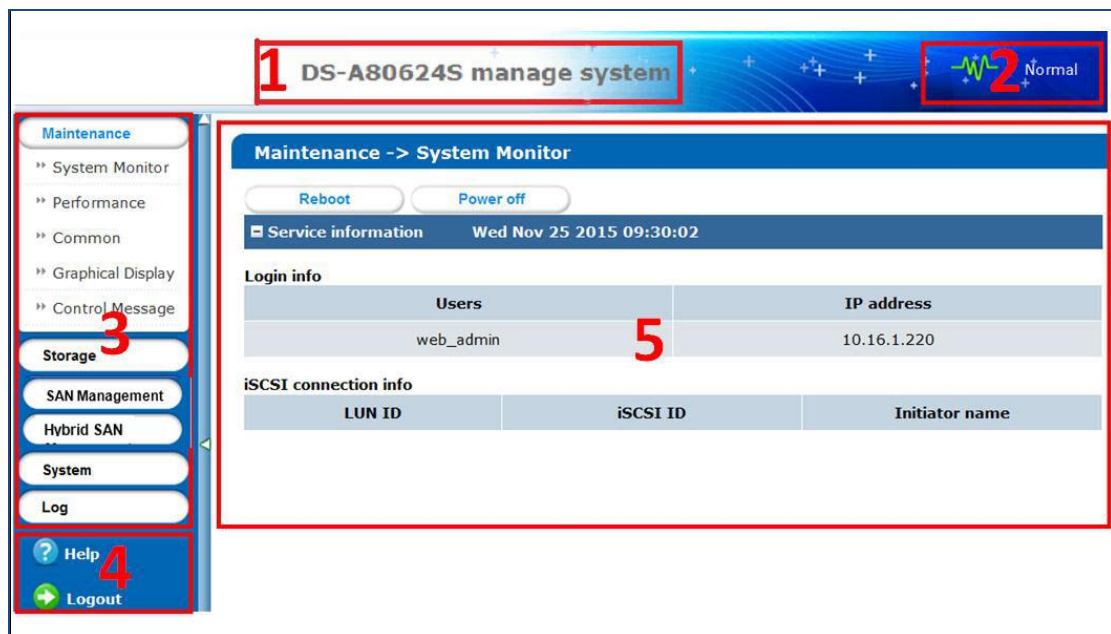 1
DS-A80624S manage system
2
Normal
Maintenance
System Monitor
Performance
Common
Graphical Display
Control Message
3
Storage
SAN Management
Hybrid SAN
System
Log
4
Help
Logout
5
Maintenance -> System Monitor
Reboot Power off
Service information Wed Nov 25 2015 09:30:02
Login info
Users IP address
web_admin 10.16.1.220
iSCSI connection info
LUN ID iSCSI ID Initiator name